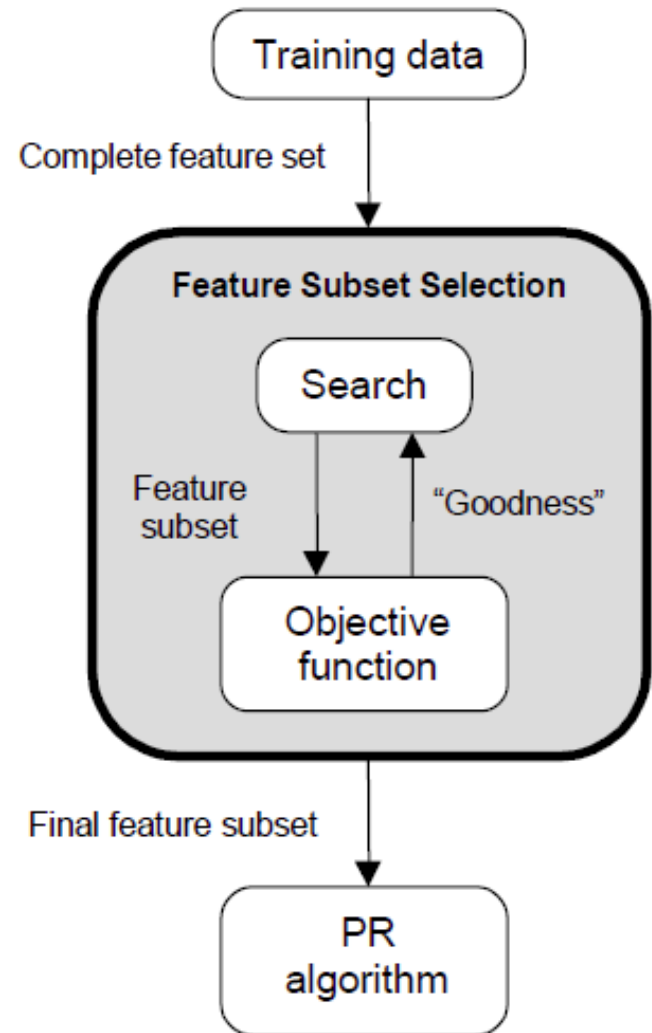 Training data
Complete feature set
Feature Subset Selection
Search
Feature
subset
“Goodness”
Objective
function
Final feature subset
PR
algorithm